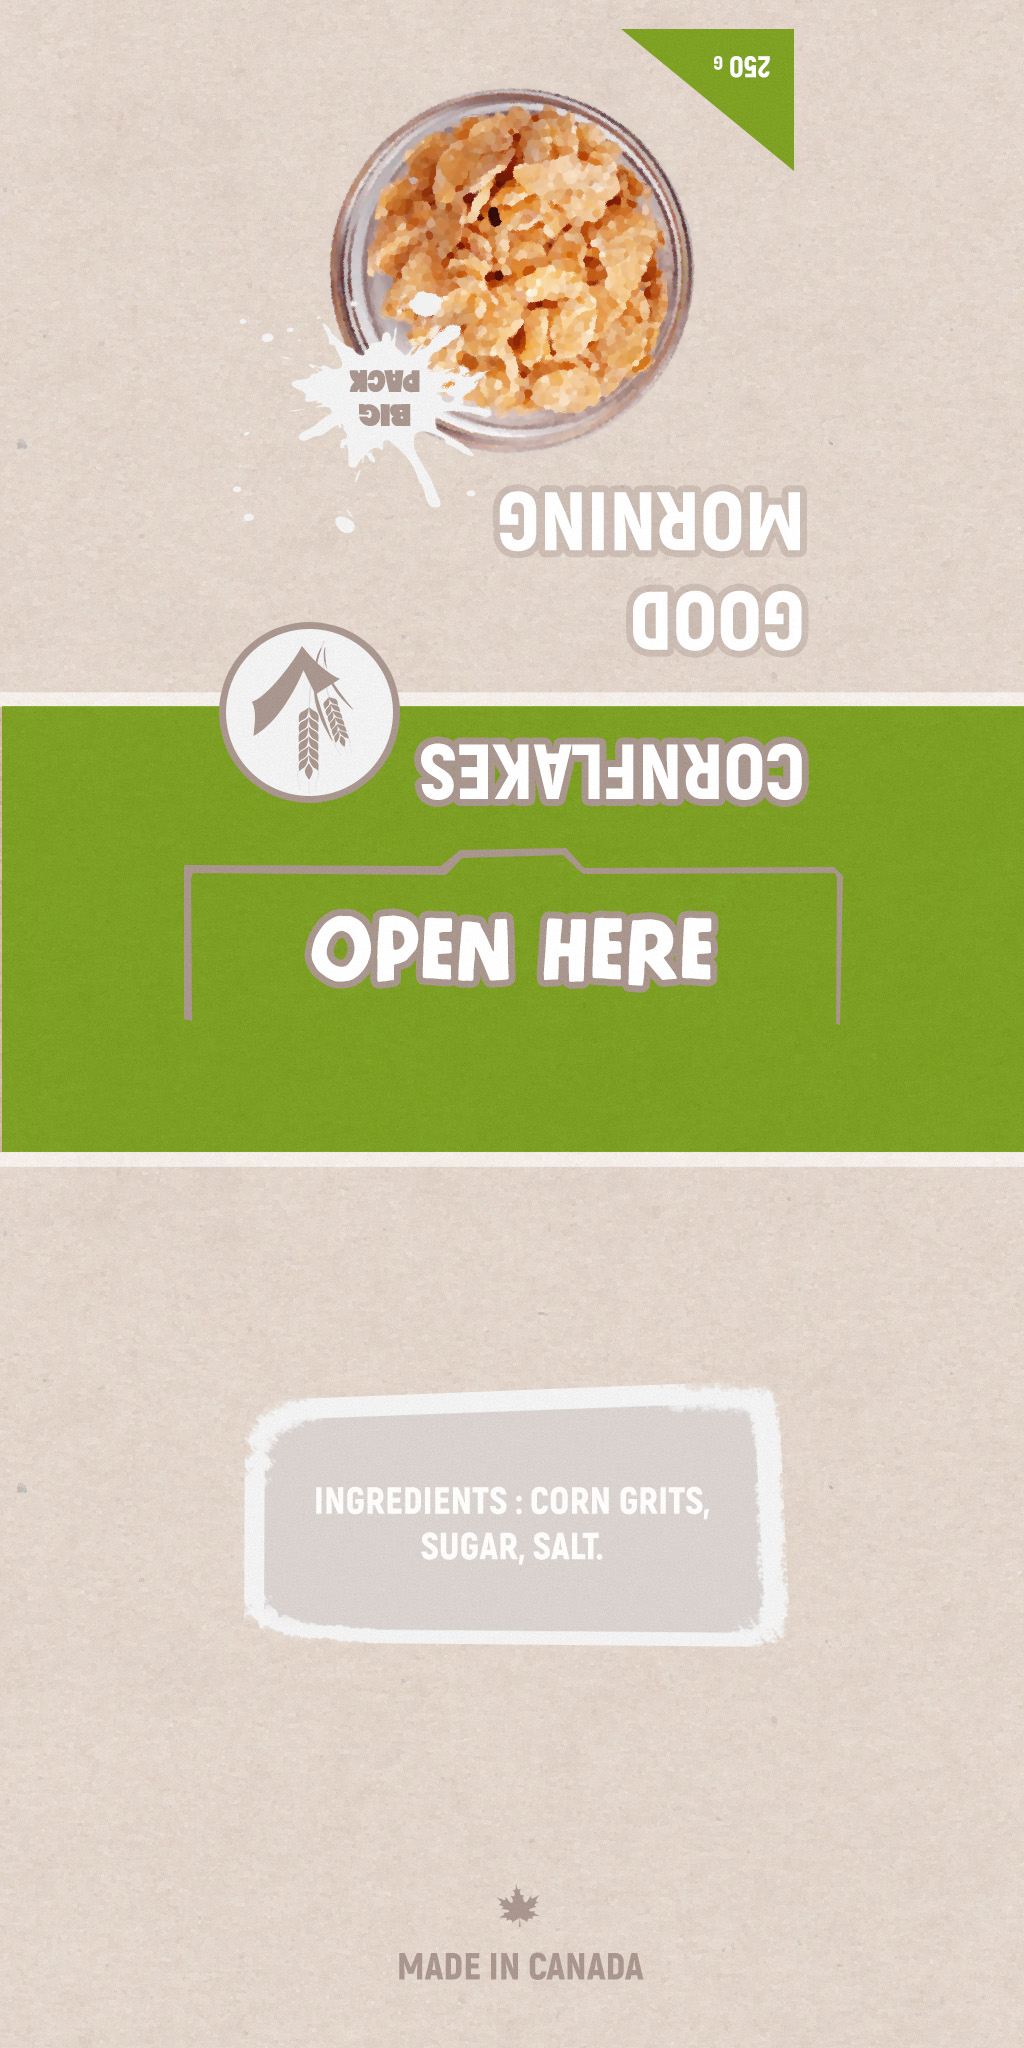 CORNFLAKES
GOOD
MORNING
BIG
PACK
250 G
OPEN HERE
INGREDIENTS : CORN GRITS,
SUGAR, SALT.
MADE IN CANADA